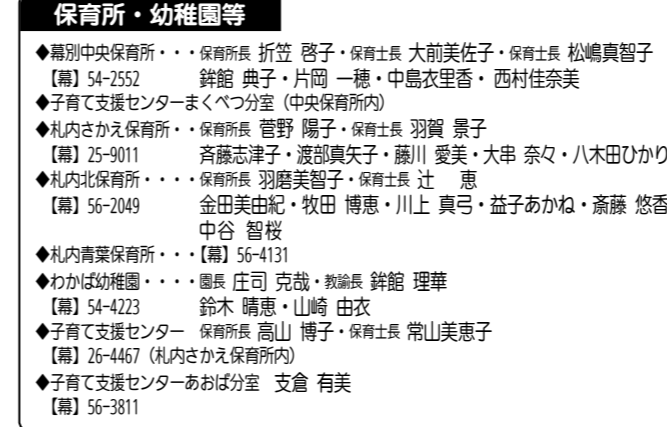 保育所・幼稚園等
◆幕別中央保育所・・・保育所長 折笠 啓子・保育士長 大前美佐子・保育士長 松嶋真智子
【幕】54-2552 鉾館 典子・片岡 一穂・中島衣里香・ 西村佳奈美
◆子育て支援センターまくべつ分室（中央保育所内）
◆札内さかえ保育所・・保育所長 菅野 陽子・保育士長 羽賀 景子
【幕】25-9011 斉藤志津子・渡部真矢子・藤川 愛美・大串 奈々・八木田ひかり
◆札内北保育所・・・・保育所長 羽磨美智子・保育士長 辻 恵
【幕】56-2049 金田美由紀・牧田 博恵・川上 真弓・益子あかね・斎藤 悠香
中谷 智桜
◆札内青葉保育所・・・【幕】56-4131
◆わかば幼稚園・・・・園長 庄司 克哉・教諭長 鉾館 理華
【幕】54-4223 鈴木 晴恵・山崎 由衣
◆子育て支援センター 保育所長 高山 博子・保育士長 常山美恵子
【幕】26-4467（札内さかえ保育所内）
◆子育て支援センターあおば分室 支倉 有美
【幕】56-3811